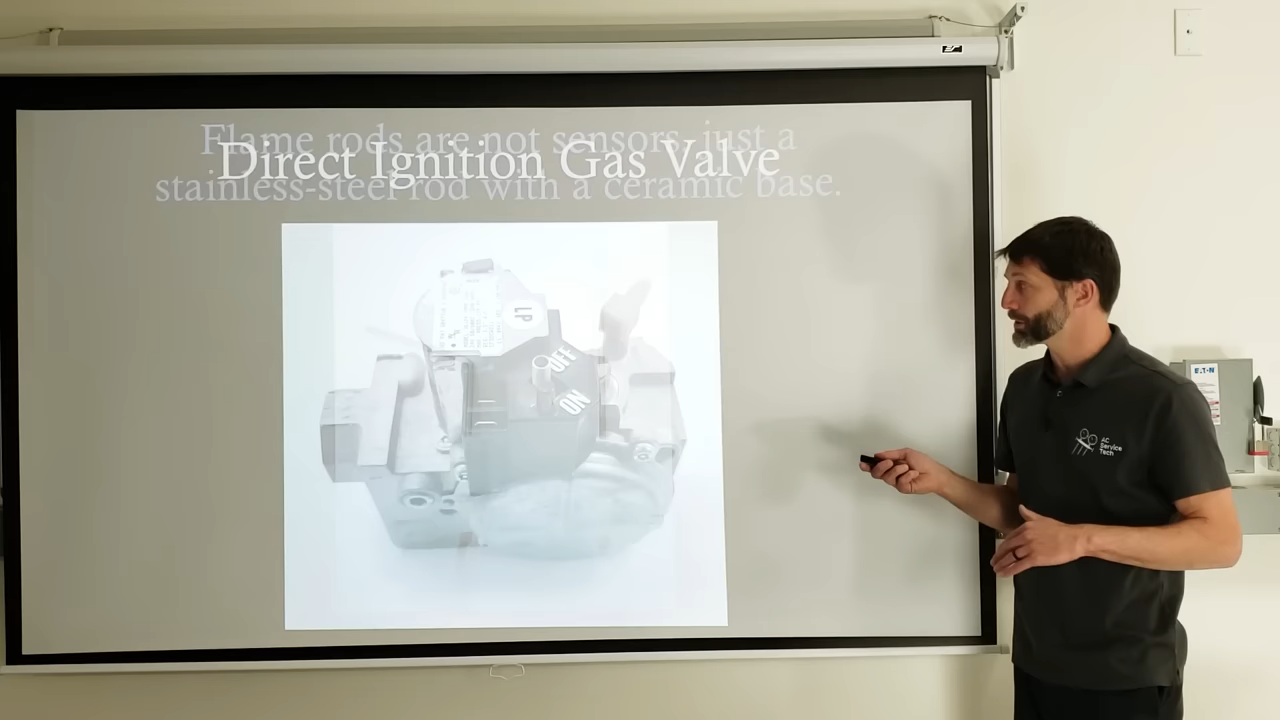 Flame rods are not sensors, just a
Direct Ignition Gas Valve
stainless-steel rod with a ceramic base.
LP
OFF
ON
E·T·N
AC
Service
Tech